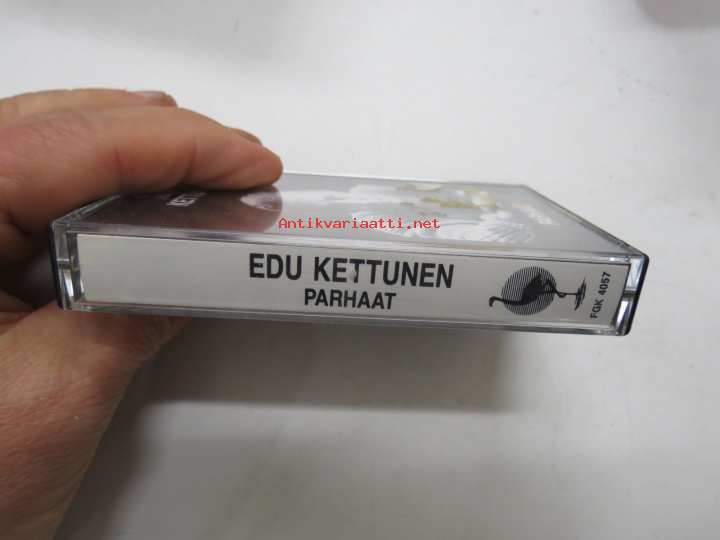 Antikvariaatti.net
EDU KETTUNEN
PARHAAT
FGK 4057